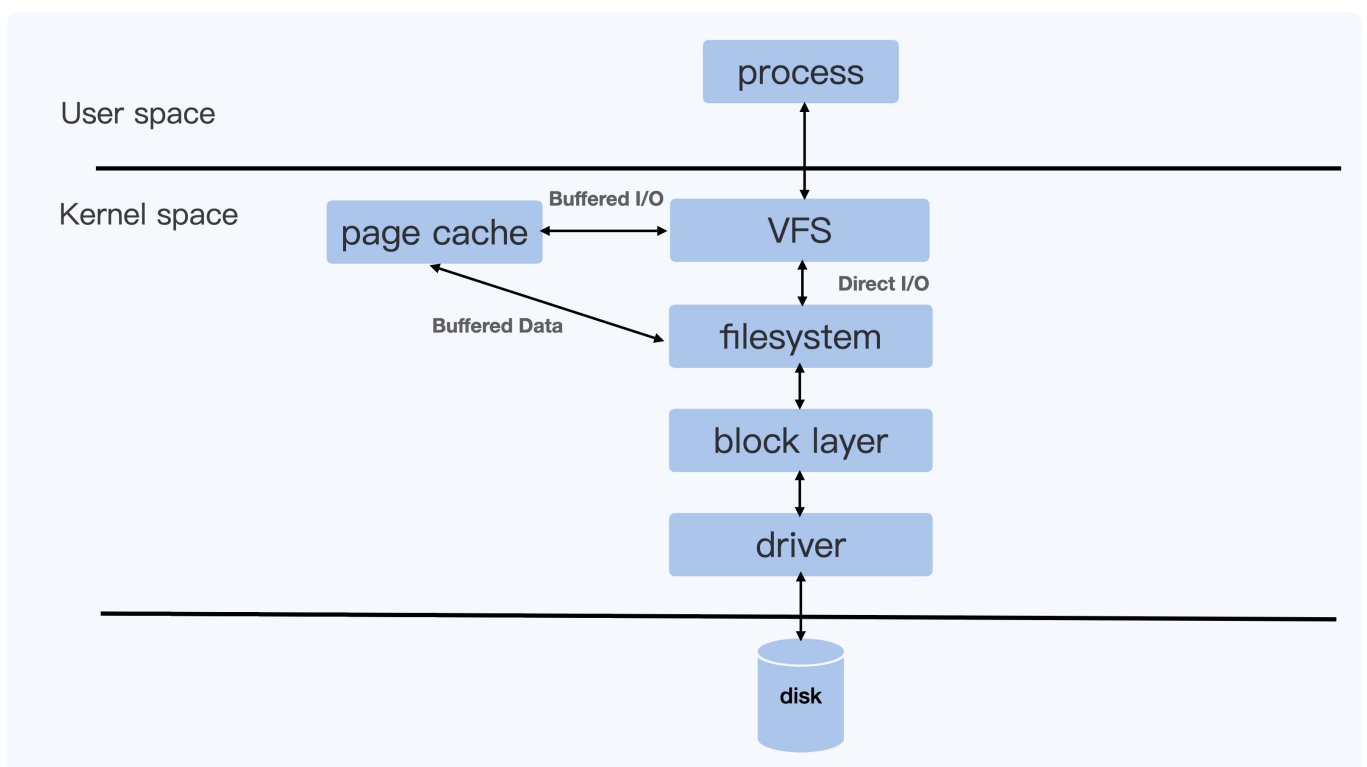 process
User space
Buffered I/O
Kernel space
page cache
VFS
Direct I/O
Buffered Data
filesystem
block layer
driver
disk